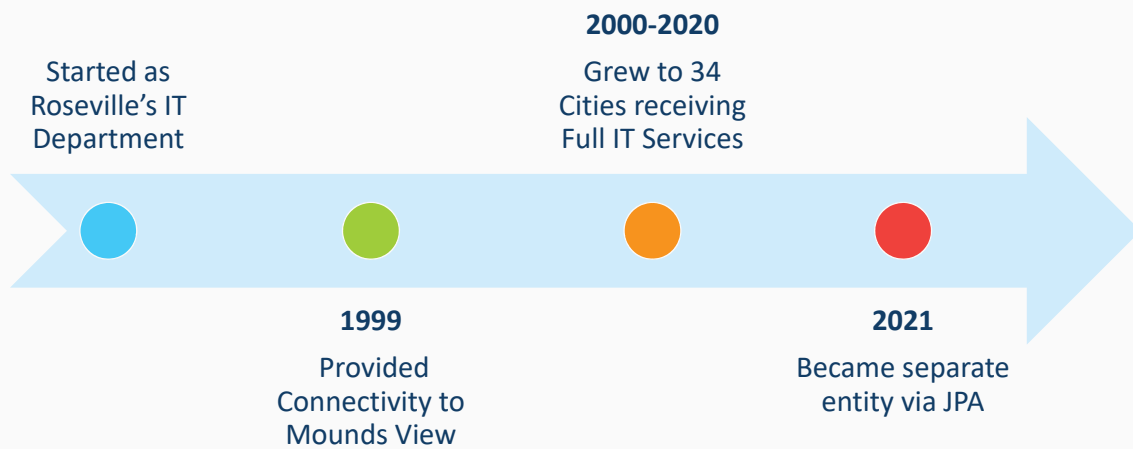 Started as
Roseville’s IT
Department
1999
Provided
Connectivity to
Mounds View
2000-2020
Grew to 34
Cities receiving
Full IT Services
2021
Became separate
entity via JPA